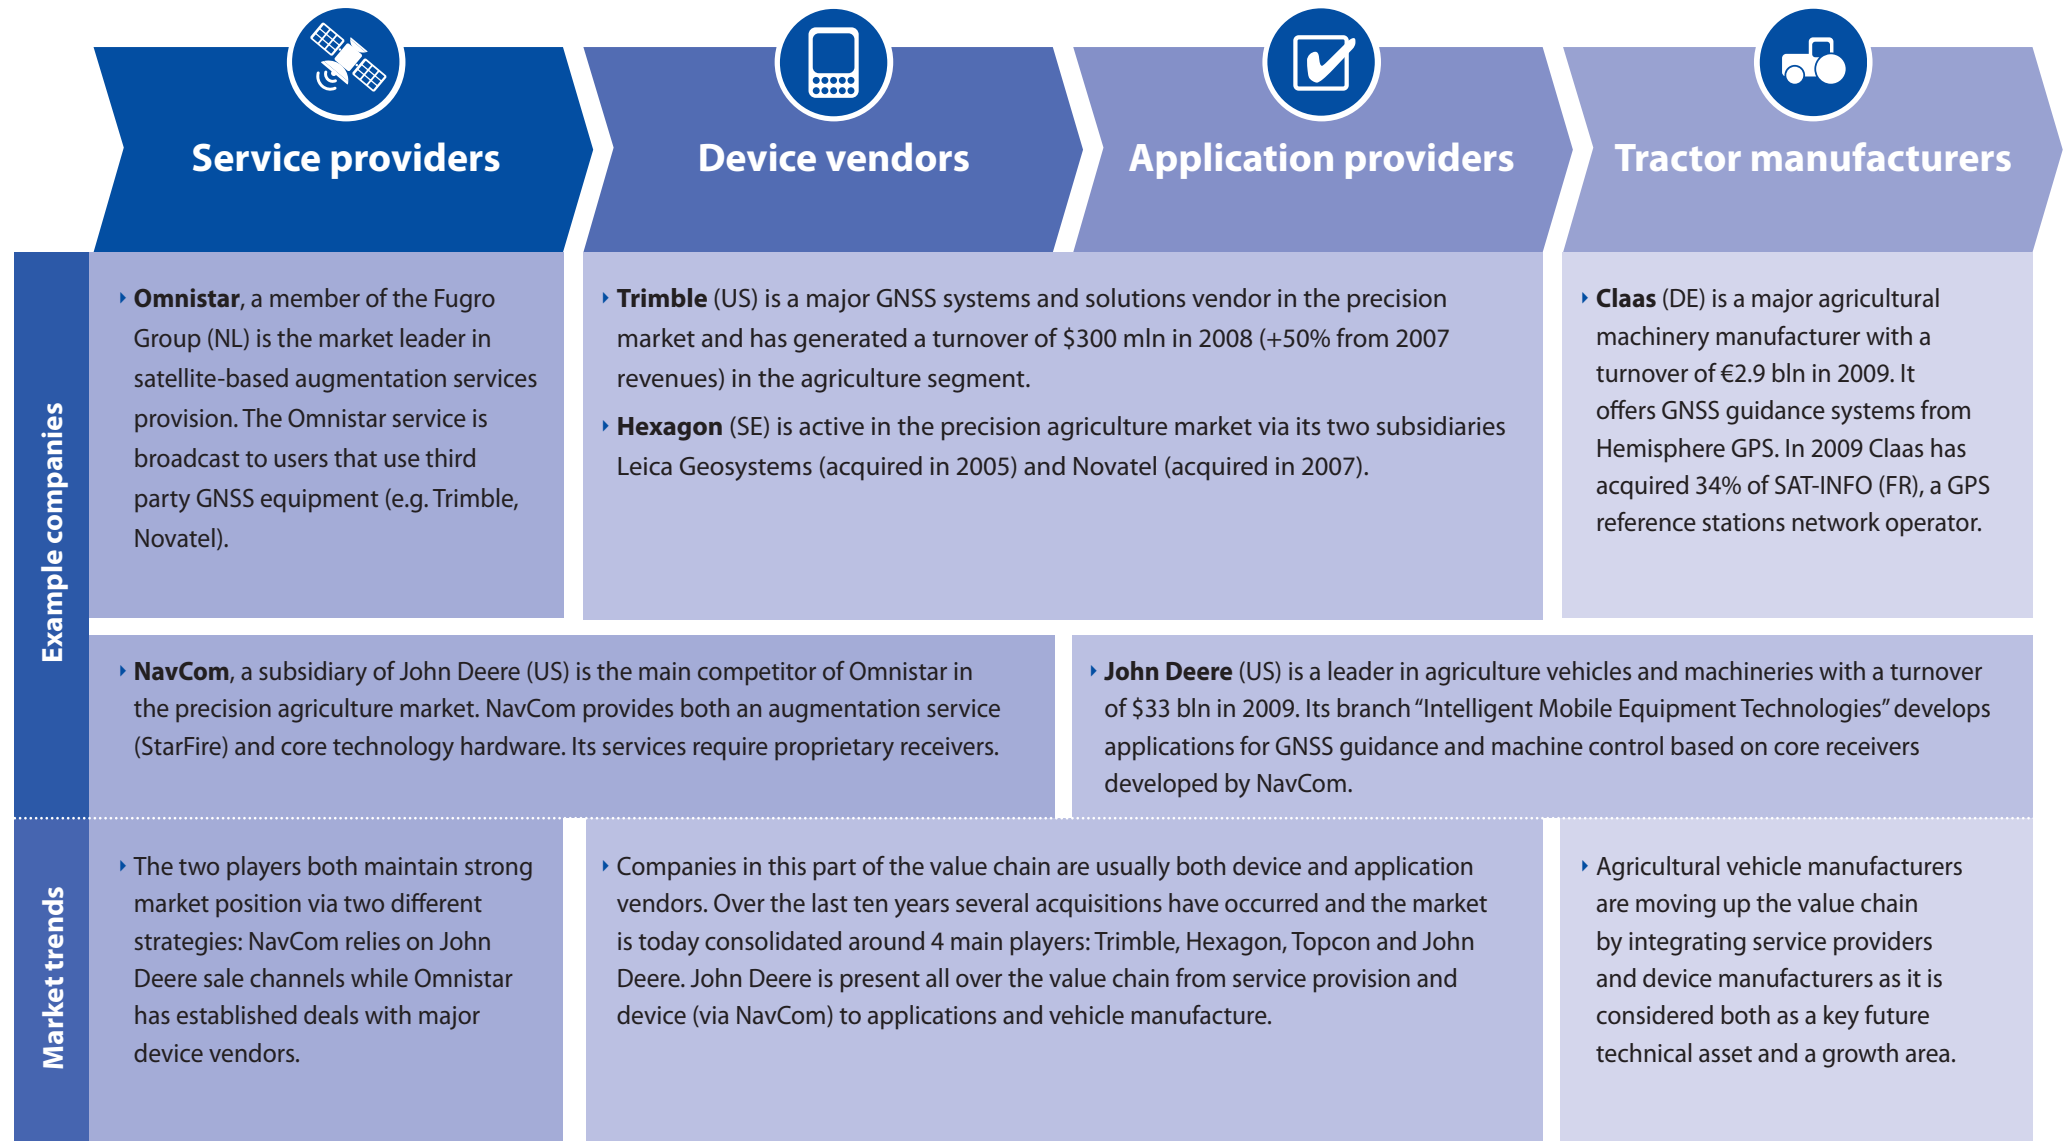 Service providers
Device vendors
Application providers
Tractor manufacturers
Example companies
Omnistar, a member of the Fugro
Group (NL) is the market leader in
satellite-based augmentation services
provision. The Omnistar service is
broadcast to users that use third
party GNSS equipment (e.g. Trimble,
Novatel).
Trimble (US) is a major GNSS systems and solutions vendor in the precision
market and has generated a turnover of $300 mln in 2008 (+50% from 2007
revenues) in the agriculture segment.
Hexagon (SE) is active in the precision agriculture market via its two subsidiaries
Leica Geosystems (acquired in 2005) and Novatel (acquired in 2007).
Claas (DE) is a major agricultural
machinery manufacturer with a
turnover of €2.9 bln in 2009. It
offers GNSS guidance systems from
Hemisphere GPS. In 2009 Claas has
acquired 34% of SAT-INFO (FR), a GPS
reference stations network operator.
NavCom, a subsidiary of John Deere (US) is the main competitor of Omnistar in
the precision agriculture market. NavCom provides both an augmentation service
(StarFire) and core technology hardware. Its services require proprietary receivers.
John Deere (US) is a leader in agriculture vehicles and machineries with a turnover
of $33 bln in 2009. Its branch “Intelligent Mobile Equipment Technologies” develops
applications for GNSS guidance and machine control based on core receivers
developed by NavCom.
Market trends
The two players both maintain strong
market position via two different
strategies: NavCom relies on John
Deere sale channels while Omnistar
has established deals with major
device vendors.
Companies in this part of the value chain are usually both device and application
vendors. Over the last ten years several acquisitions have occurred and the market
is today consolidated around 4 main players: Trimble, Hexagon, Topcon and John
Deere. John Deere is present all over the value chain from service provision and
device (via NavCom) to applications and vehicle manufacture.
Agricultural vehicle manufacturers
are moving up the value chain
by integrating service providers
and device manufacturers as it is
considered both as a key future
technical asset and a growth area.